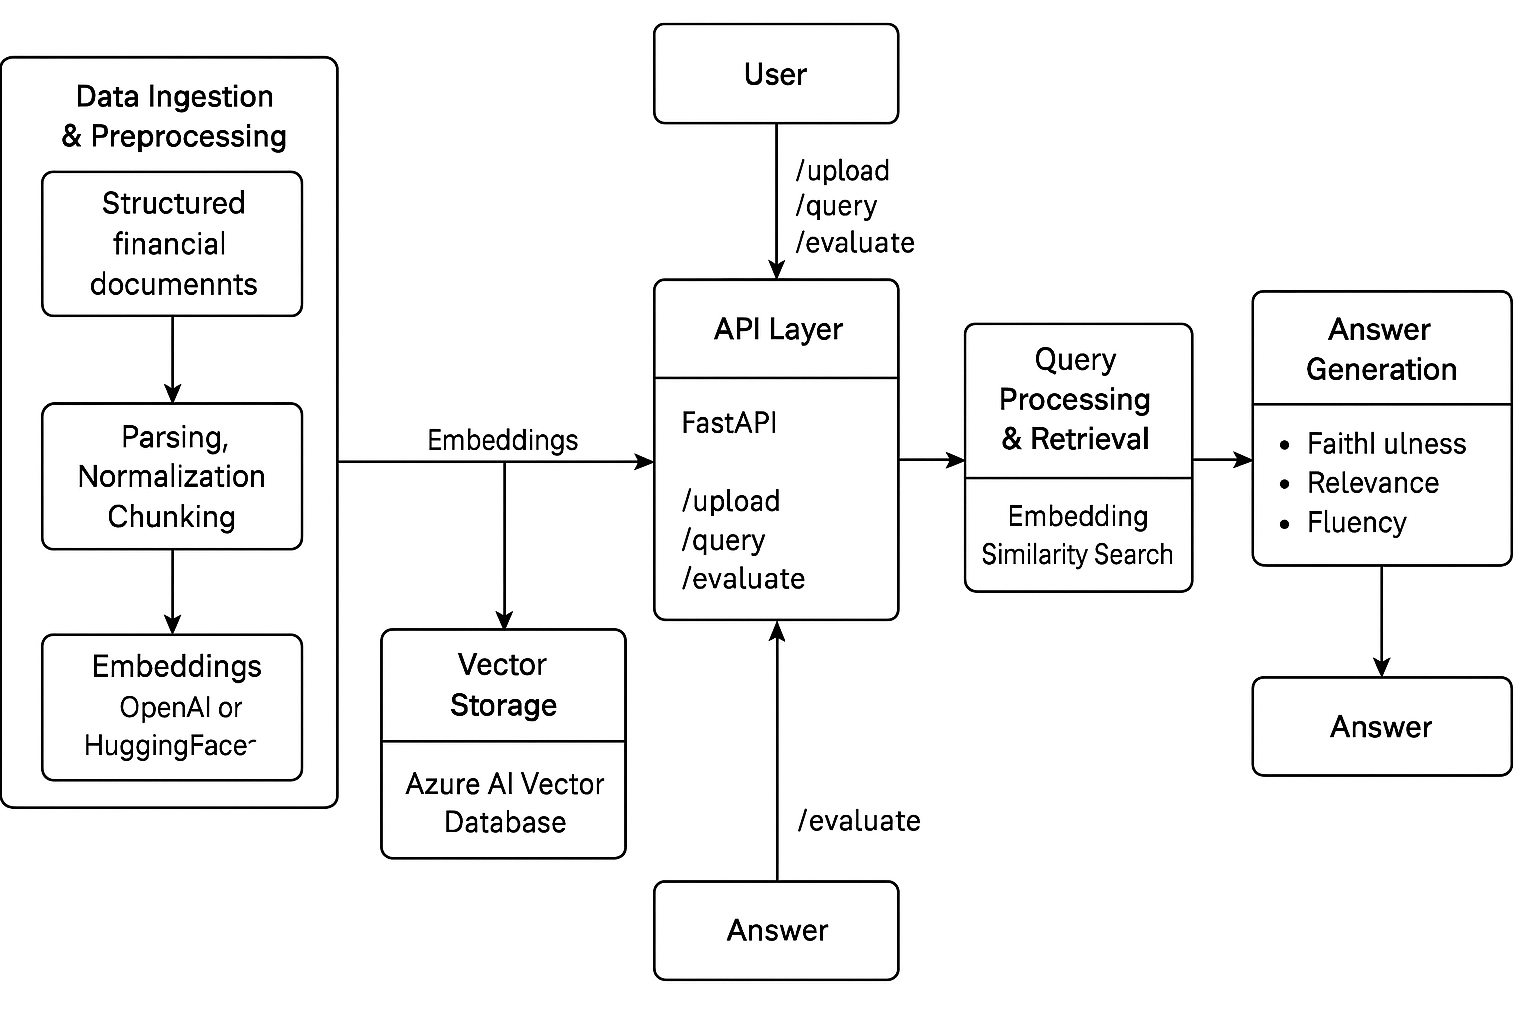 Data Ingestion
& Preprocessing
Structured
financial
documennts
Parsing,
Normalization
Chunking
Embeddings
OpenAI or
HuggingFacer
Embeddings
Vector
Storage
Azure AI Vector
Database
User
/upload
/query
/evaluate
API Layer
FastAPI
/upload
/query
/evaluate
/evaluate
Answer
Query
Processing
& Retrieval
Embedding
Similarity Search
Answer
Generation
• Faithl ulness
• Relevance
• Fluency
Answer